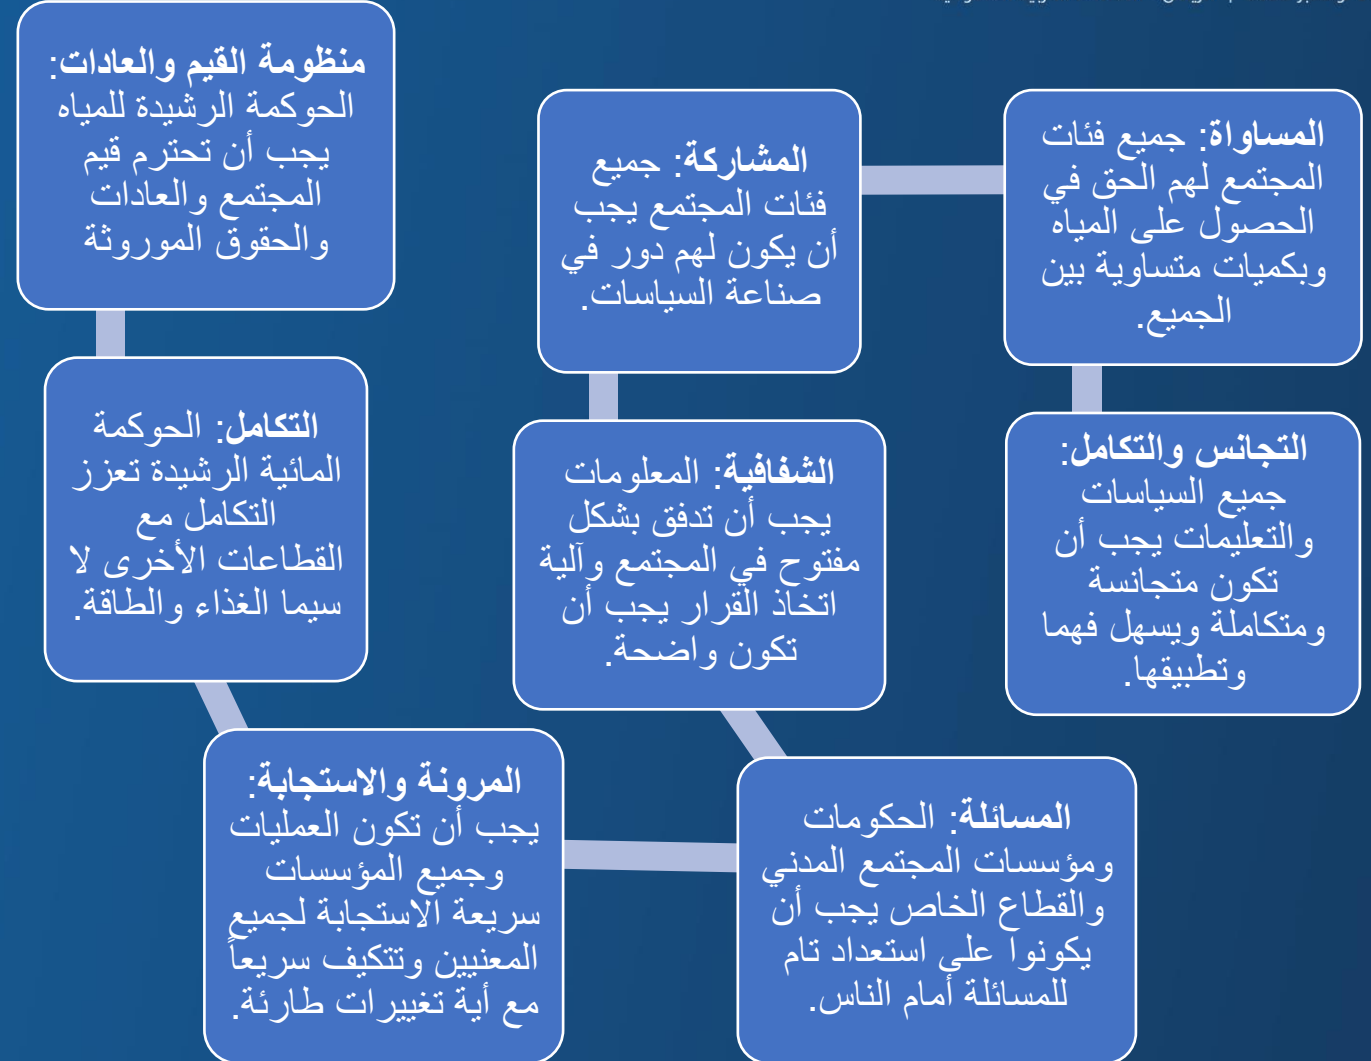 منظومة القيم والعادات:
الحوكمة الرشيدة للمياه
يجب أن تحترم قيم
المجتمع والعادات
والحقوق الموروثة
المشاركة: جميع
فئات المجتمع يجب
أن يكون لهم دور في
صناعة السياسات.
المساواة: جميع فئات
المجتمع لهم الحق في
الحصول على المياه
وبكميات متساوية بين
الجميع.
التكامل: الحوكمة
المائية الرشيدة تعزز
التكامل مع
القطاعات الأخرى لا
سيما الغذاء والطاقة.
الشفافية: المعلومات
يجب أن تدفق بشكل
مفتوح في المجتمع وآلية
اتخاذ القرار يجب أن
تكون واضحة.
التجانس والتكامل:
جميع السياسات
والتعليمات يجب أن
تكون متجانسة
ومتكاملة ويسهل فهما
وتطبيقها.
المرونة والاستجابة:
يجب أن تكون العمليات
وجميع المؤسسات
سريعة الاستجابة لجميع
المعنيين وتتكيف سريعاً
مع أية تغييرات طارئة.
المسائلة: الحكومات
ومؤسسات المجتمع المدني
والقطاع الخاص يجب أن
يكونوا على استعداد تام
للمسائلة أمام الناس.